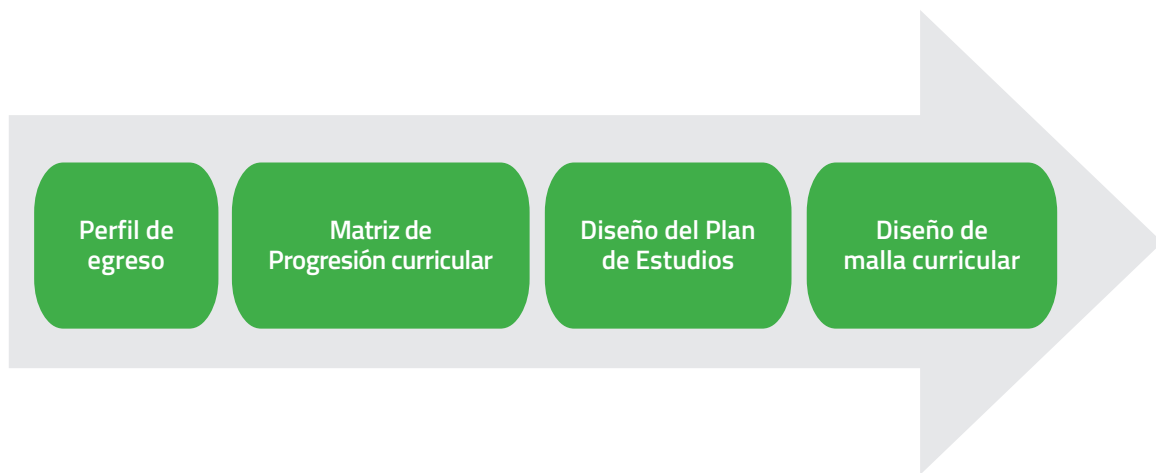 Perfil de
egreso
Matriz de
Progresión curricular
Diseño del Plan
de Estudios
Diseño de
malla curricular